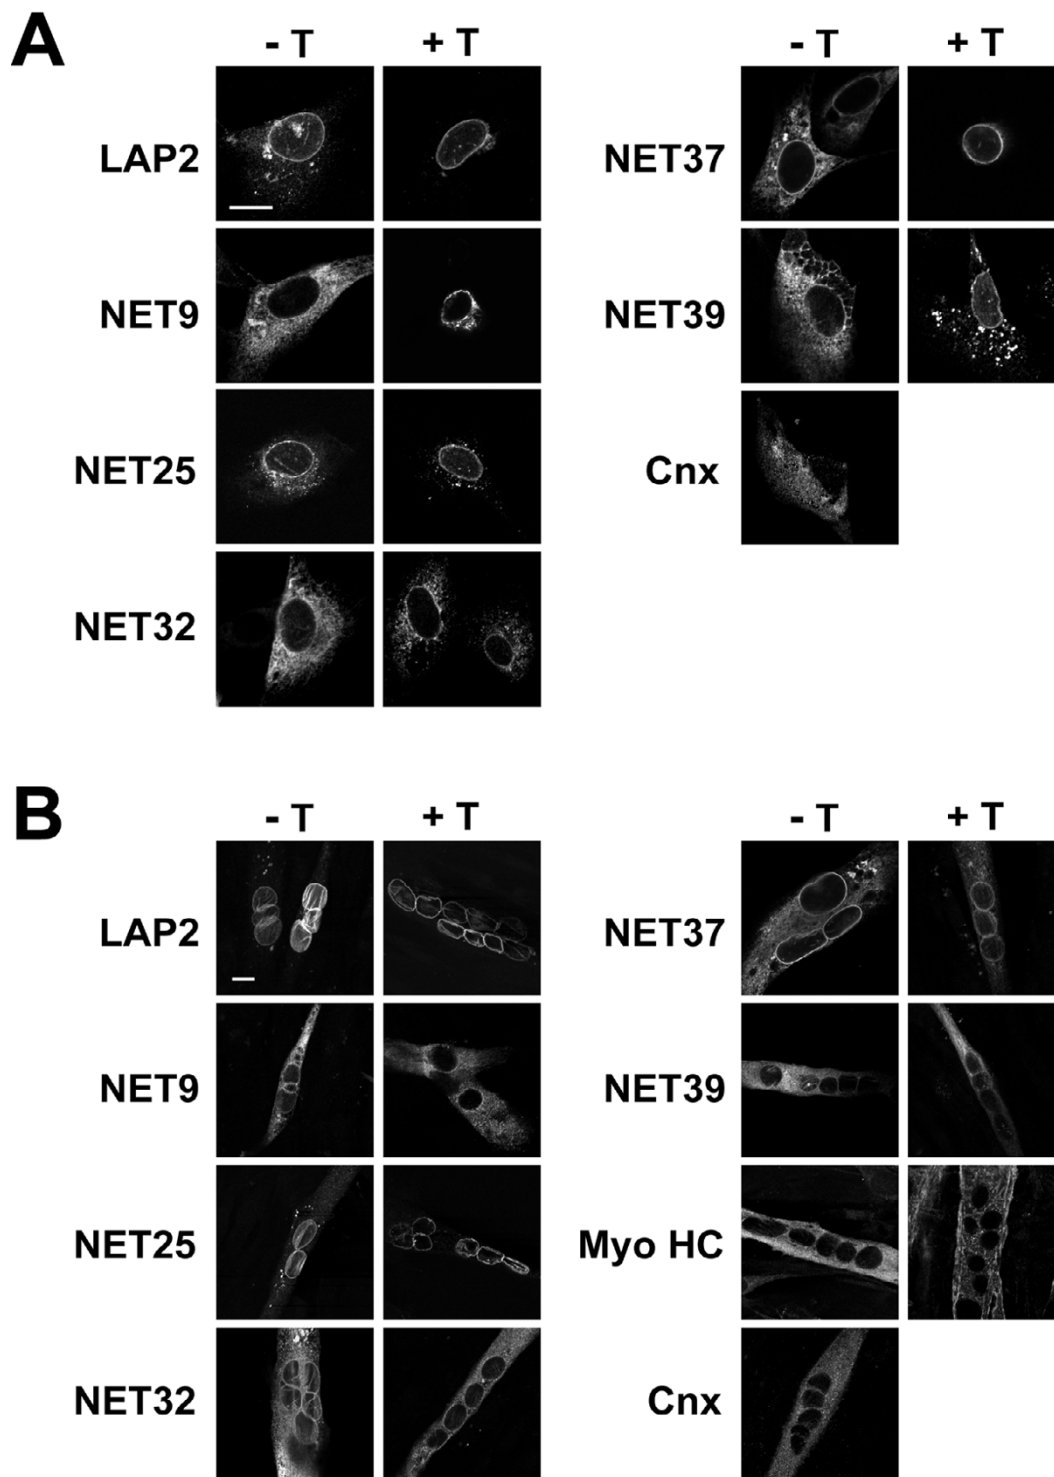 A
- T + T - T + T
LAP2 NET37
NET9 NET39
NET25 Cnx
NET32
B
- T + T - T + T
LAP2 NET37
NET9 NET39
NET25 Myo HC
NET32 Cnx